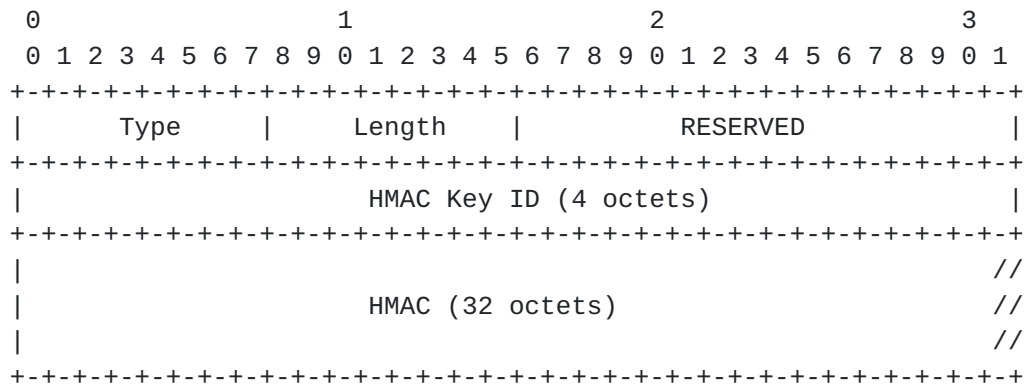 0                   1                   2                   3
 0 1 2 3 4 5 6 7 8 9 0 1 2 3 4 5 6 7 8 9 0 1 2 3 4 5 6 7 8 9 0 1
+-+-+-+-+-+-+-+-+-+-+-+-+-+-+-+-+-+-+-+-+-+-+-+-+-+-+-+-+-+-+-+-+
|      Type     |     Length    |          RESERVED             |
+-+-+-+-+-+-+-+-+-+-+-+-+-+-+-+-+-+-+-+-+-+-+-+-+-+-+-+-+-+-+-+-+
|                      HMAC Key ID (4 octets)                   |
+-+-+-+-+-+-+-+-+-+-+-+-+-+-+-+-+-+-+-+-+-+-+-+-+-+-+-+-+-+-+-+-+
|                                                              //
|                      HMAC (32 octets)                        //
|                                                              //
+-+-+-+-+-+-+-+-+-+-+-+-+-+-+-+-+-+-+-+-+-+-+-+-+-+-+-+-+-+-+-+-+